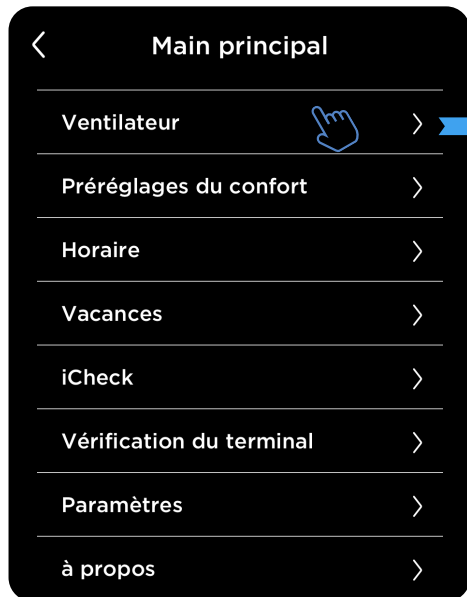 Main principal
Ventilateur
Préréglages du confort
Horaire
Vacances
iCheck
Vérification du terminal
Paramètres
à propos